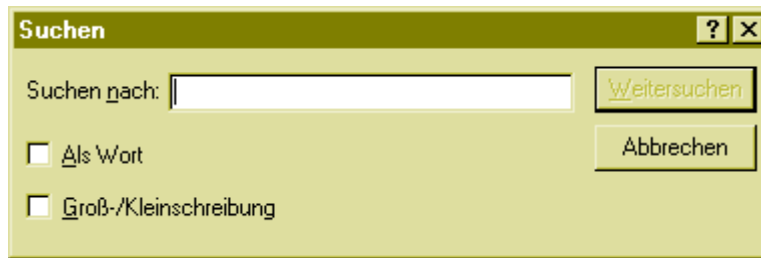 Suchen
Suchen nach:
Weitersuchen
Als Wort
Abbrechen
Groß-/Kleinschreibung